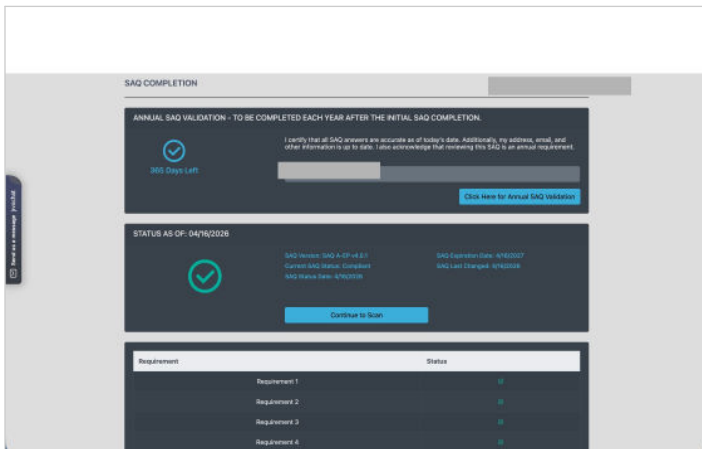 SAQ COMPLETION
ANNUAL SAQ VALIDATION - TO BE COMPLETED EACH YEAR AFTER THE INITIAL SAQ COMPLETION.
I certify that all SAQ answers are accurate as of today's date. Additionally, my address, email, and
other information is up to date. I also acknowledge that reviewing this SAQ is an annual requirement.
365 Days Left
Click Here for Annual SAQ Validation
Send us a message
STATUS AS OF: 04/16/2026
SAQ Version: SAQ A-EP v4.0.1
SAQ Expiration Date: 4/16/2027
Current SAQ Status: Compliant
SAQ Last Changed: 4/16/2026
SAQ Status Date: 4/16/2026
Continue to Scan
Requirement Status
Requirement 1
Requirement 2
Requirement 3
Requirement 4